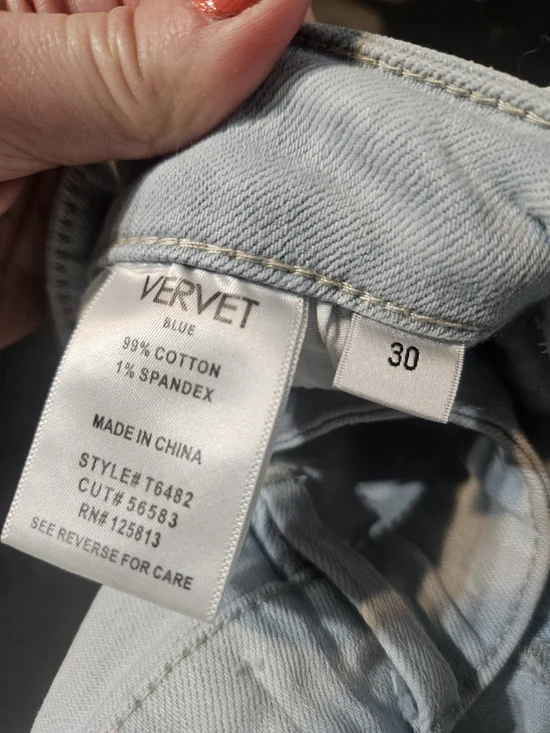 VERVET
BLUE
99% COTTON
1% SPANDEX
MADE IN CHINA
STYLE# T6482
CUT# 56583
RN# 125813
SEE REVERSE FOR CARE
30